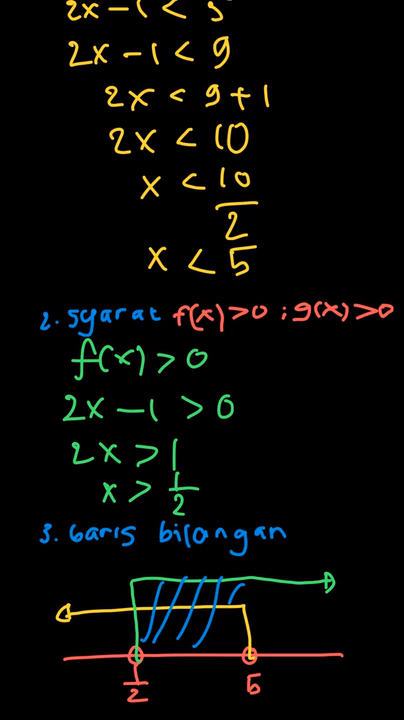 2x - 1 < 9
2x < 9 + 1
2x < 10
x < 10/2
x < 5
2. Syarat f(x) > 0 ; g(x) > 0
f(x) > 0
2x - 1 > 0
2x > 1
x > 1/2
3. Garis bilangan
1/2 5